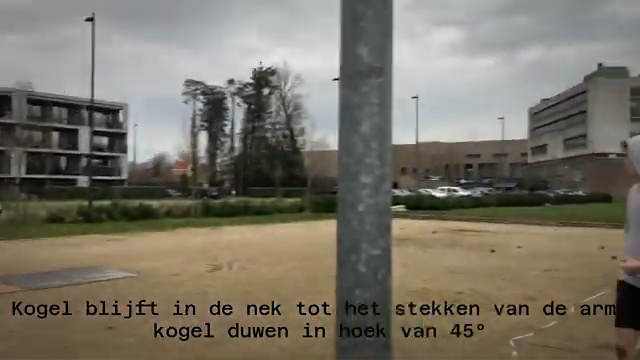 Kogel blijft in de nek tot het stekken van de arm
kogel duwen in hoek van 45°